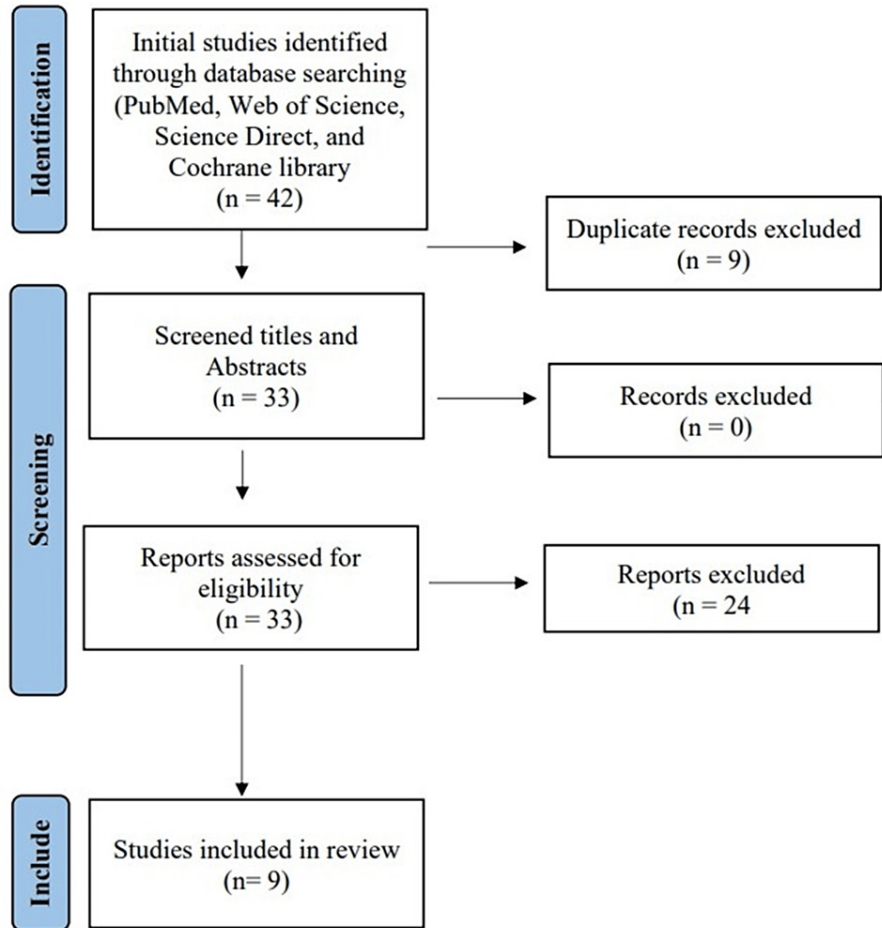 Identification
Initial studies identified
through database searching
(PubMed, Web of Science,
Science Direct, and
Cochrane library
(n = 42)
Duplicate records excluded
(n = 9)
Screening
Screened titles and
Abstracts
(n = 33)
Records excluded
(n = 0)
Reports assessed for
eligibility
(n = 33)
Reports excluded
(n = 24
Include
Studies included in review
(n= 9)